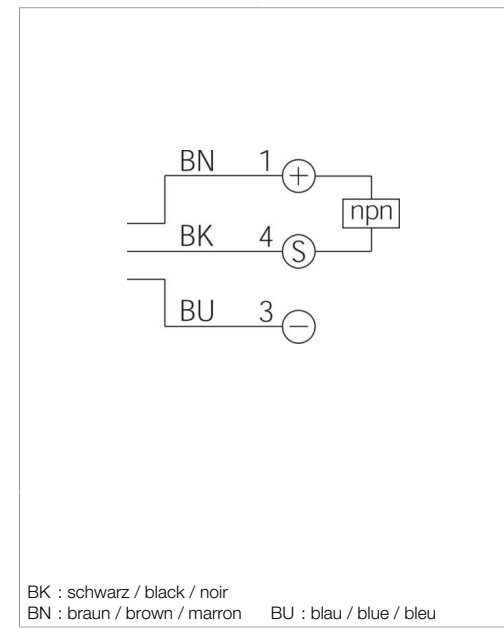 BN 1 +
npn
BK 4 S
BU 3 −
BK : schwarz / black / noir
BN : braun / brown / marron BU : blau / blue / bleu